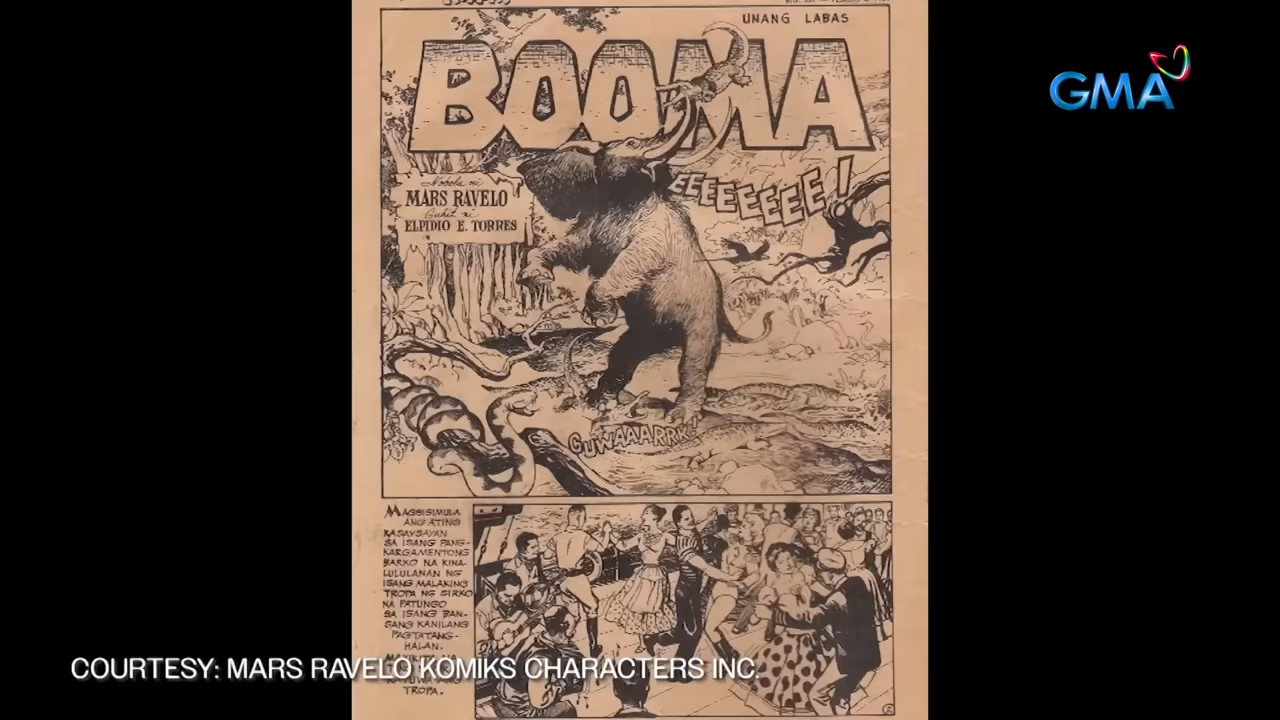 UNANG LABAS
BOOMA
GMA
Nobela ni
MARS RAVELO
Guhit ni
ELPIDIO E. TORRES
EEEEEEEE!
GUWAAARRK!
MAGSISIMULA
ANG ATING
KASAYSAYAN
SA ISANG PANG-
KARGAMENTONG
BARKO NA KINA-
LULULANAN NG
ISANG MALAKING
TROPA NG SIRKO
NA PATUNGO
SA ISANG BAN-
SANG KANILANG
PAGTATANG-
HALAN.
TROPA.
COURTESY: MARS RAVELO KOMIKS CHARACTERS INC.